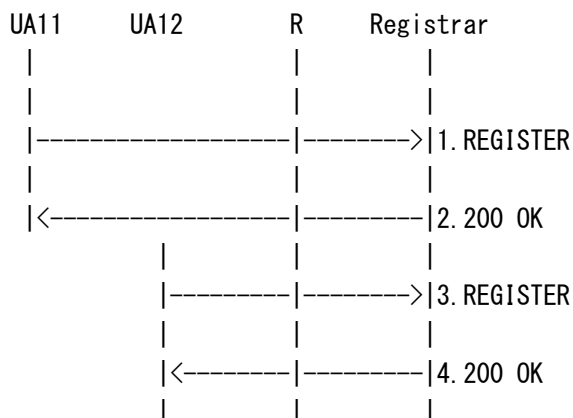 UA11 UA12 R Registrar
1.REGISTER
2.200 OK
3.REGISTER
4.200 OK